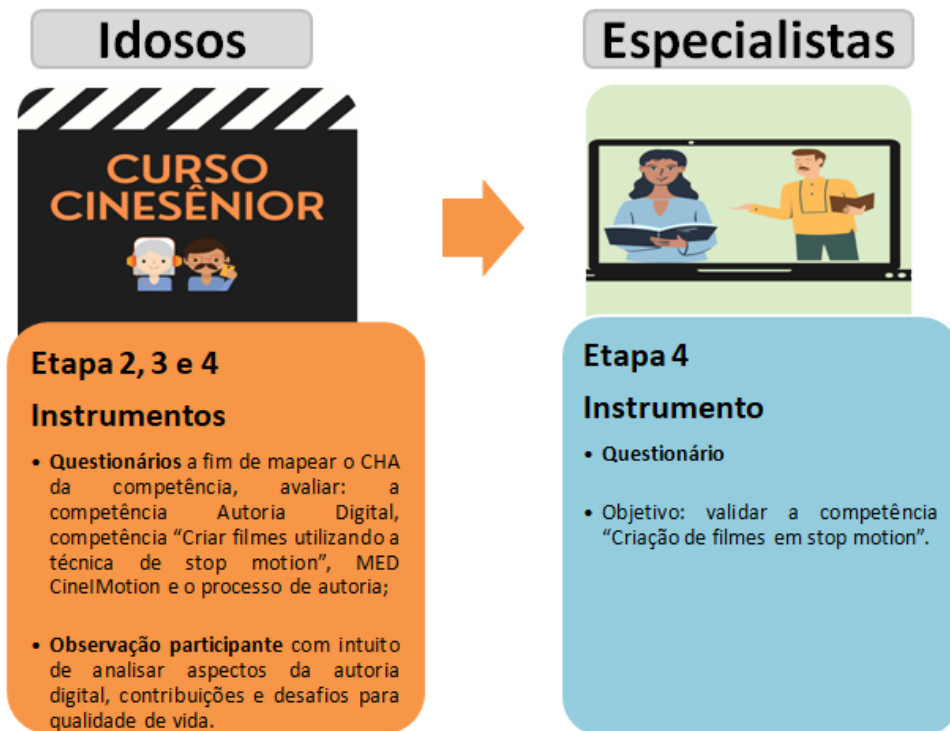 Idosos
CURSO
CINESÊNIOR
Etapa 2, 3 e 4
Instrumentos
• Questionários a fim de mapear o CHA
da competência, avaliar: a
competência Autoria Digital,
competência “Criar filmes utilizando a
técnica de stop motion”, MED
CineIMotion e o processo de autoria;
• Observação participante com intuito
de analisar aspectos da autoria
digital, contribuições e desafios para
qualidade de vida.
Especialistas
Etapa 4
Instrumento
• Questionário
• Objetivo: validar a competência
“Criação de filmes em stop motion”.